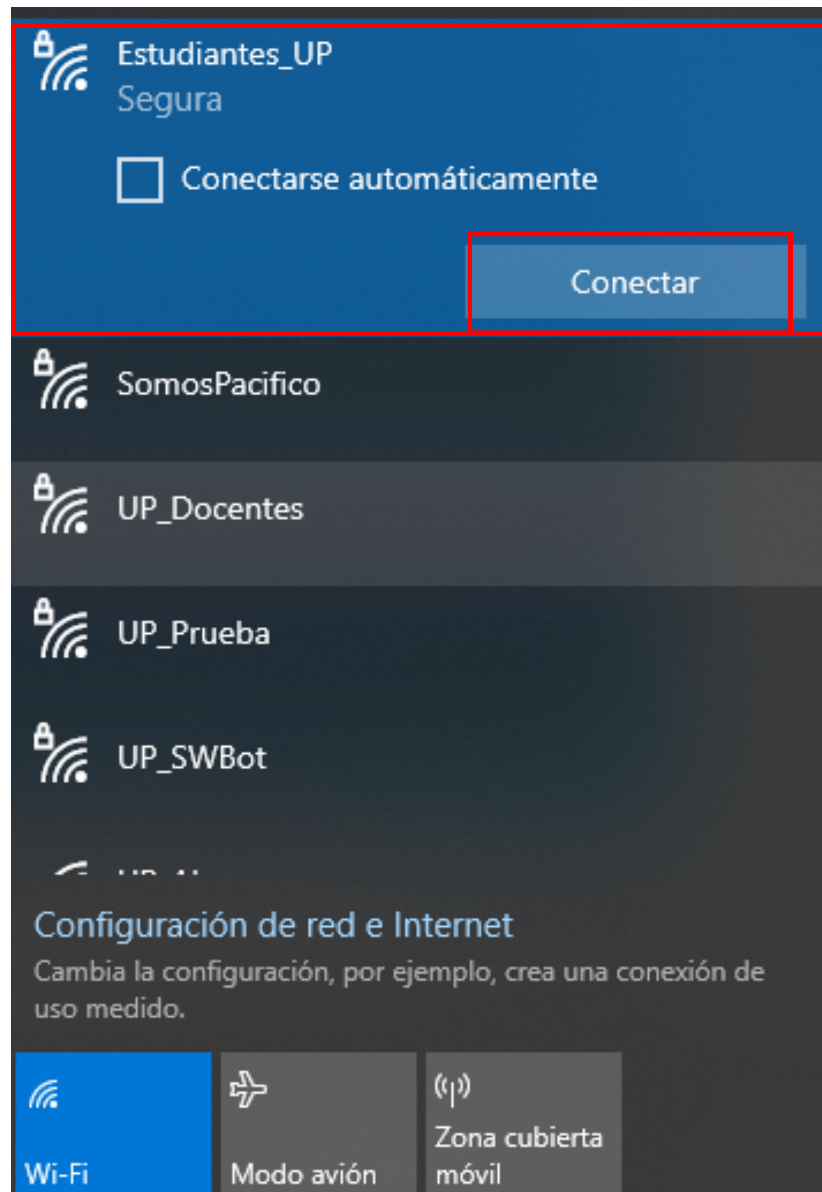 Estudiantes_UP
Segura
Conectarse automáticamente
Conectar
SomosPacifico
UP_Docentes
UP_Prueba
UP_SWBot
Configuración de red e Internet
Cambia la configuración, por ejemplo, crea una conexión de
uso medido.
Wi-Fi
Modo avión
Zona cubierta
móvil